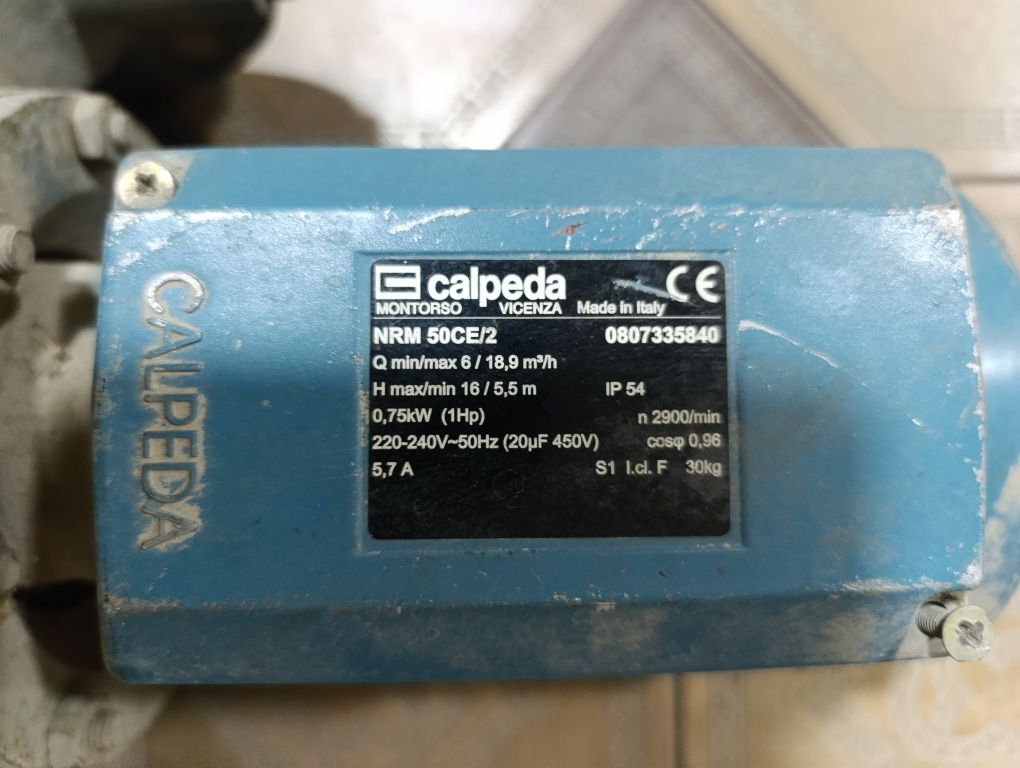 CALPEDA
calpeda CE
MONTORSO VICENZA Made in Italy
NRM 50CE/2 0807335840
Q min/max 6 / 18,9 m³/h
H max/min 16 / 5,5 m IP 54
0,75kW (1Hp) n 2900/min
220-240V~50Hz (20µF 450V) cosφ 0,96
5,7 A S1 I.cl. F 30kg